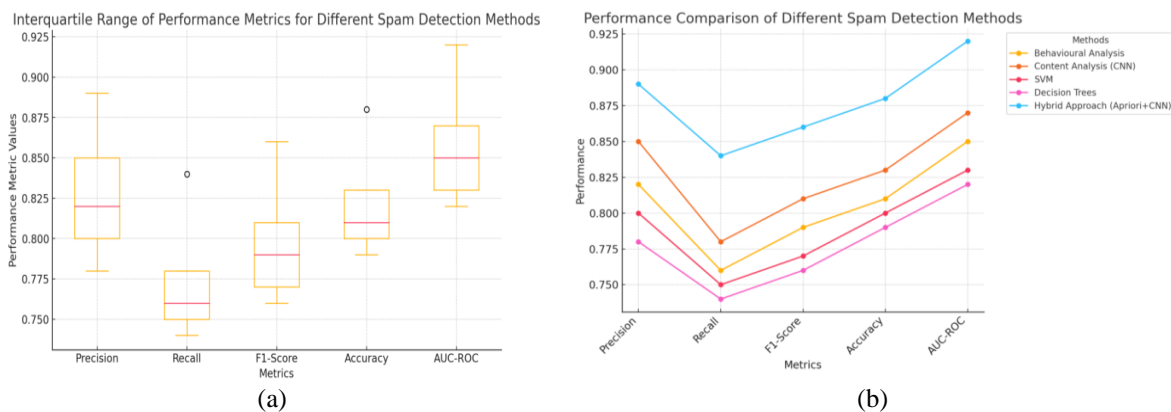 Interquartile Range of Performance Metrics for Different Spam Detection Methods
0.925
0.900
0.875
0.850
0.825
0.800
0.775
0.750
Performance Metric Values
Precision
Recall
F1-Score
Accuracy
AUC-ROC
Metrics
(a)
Performance Comparison of Different Spam Detection Methods
0.925
0.900
0.875
0.850
0.825
0.800
0.775
0.750
Performance
Precision
Recall
F1-Score
Accuracy
AUC-ROC
Metrics
Methods
Behavioural Analysis
Content Analysis (CNN)
SVM
Decision Trees
Hybrid Approach (Apriori+CNN)
(b)